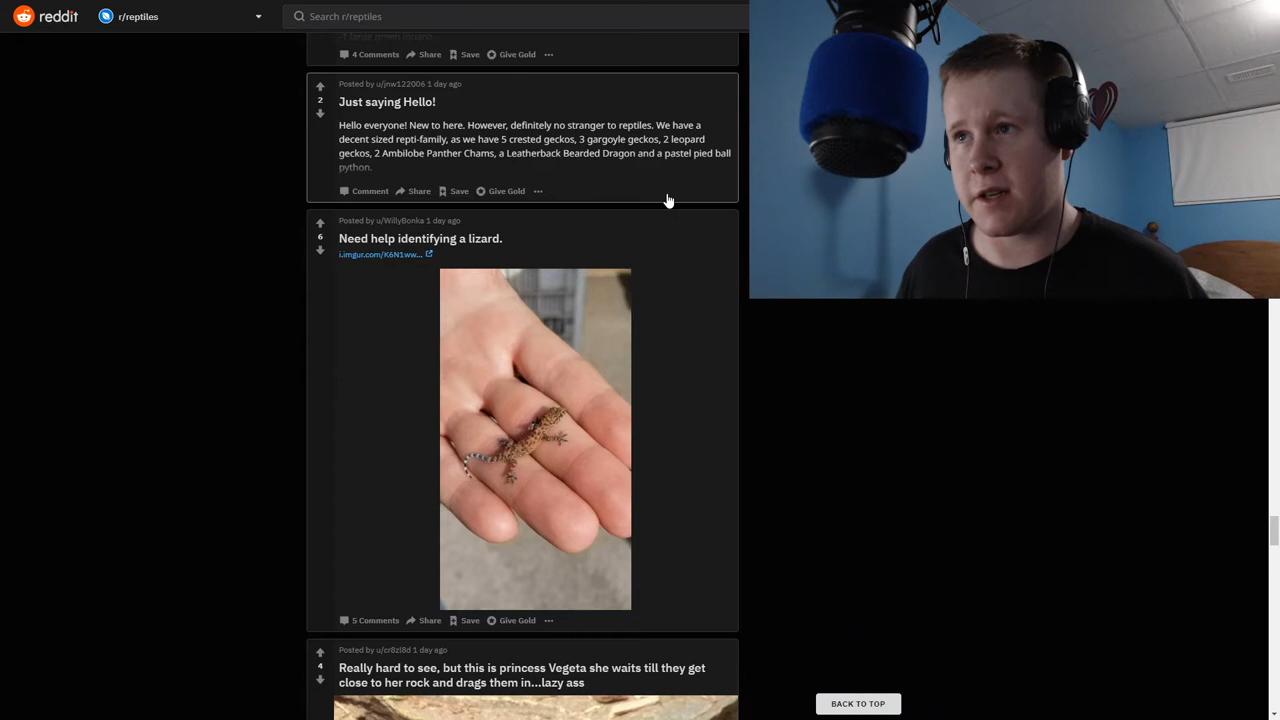 reddit
r/reptiles
Search r/reptiles
4 Comments Share Save Give Gold
Posted by u/jnw122006 1 day ago
2
Just saying Hello!
Hello everyone! New to here. However, definitely no stranger to reptiles. We have a
decent sized repti-family, as we have 5 crested geckos, 3 gargoyle geckos, 2 leopard
geckos, 2 Ambilobe Panther Chams, a Leatherback Bearded Dragon and a pastel pied ball
python.
Comment Share Save Give Gold
Posted by u/WillyBonka 1 day ago
6
Need help identifying a lizard.
i.imgur.com/K6N1ww...
5 Comments Share Save Give Gold
Posted by u/cr8zl8d 1 day ago
4
Really hard to see, but this is princess Vegeta she waits till they get
close to her rock and drags them in...lazy ass
BACK TO TOP